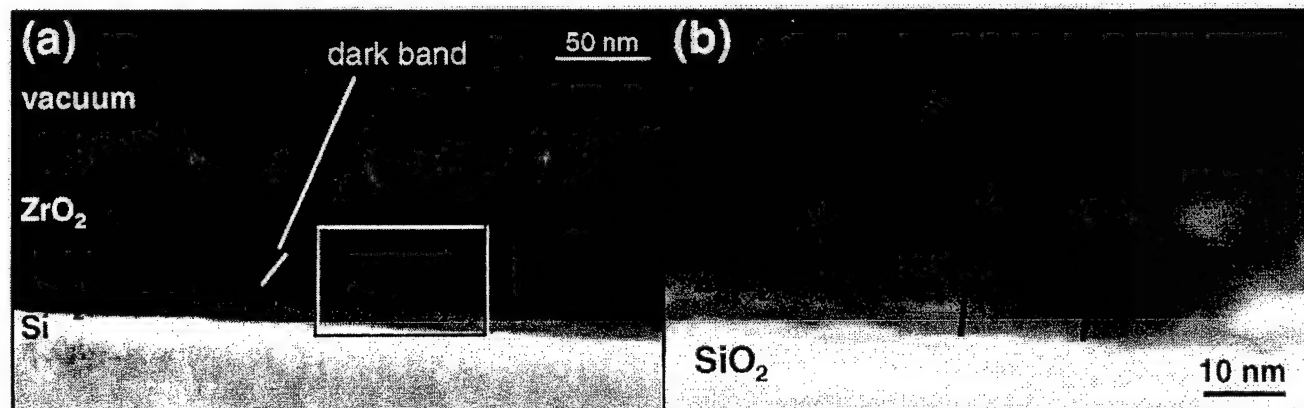 (a)
50 nm
dark band
vacuum
ZrO₂
Si
(b)
SiO₂
10 nm